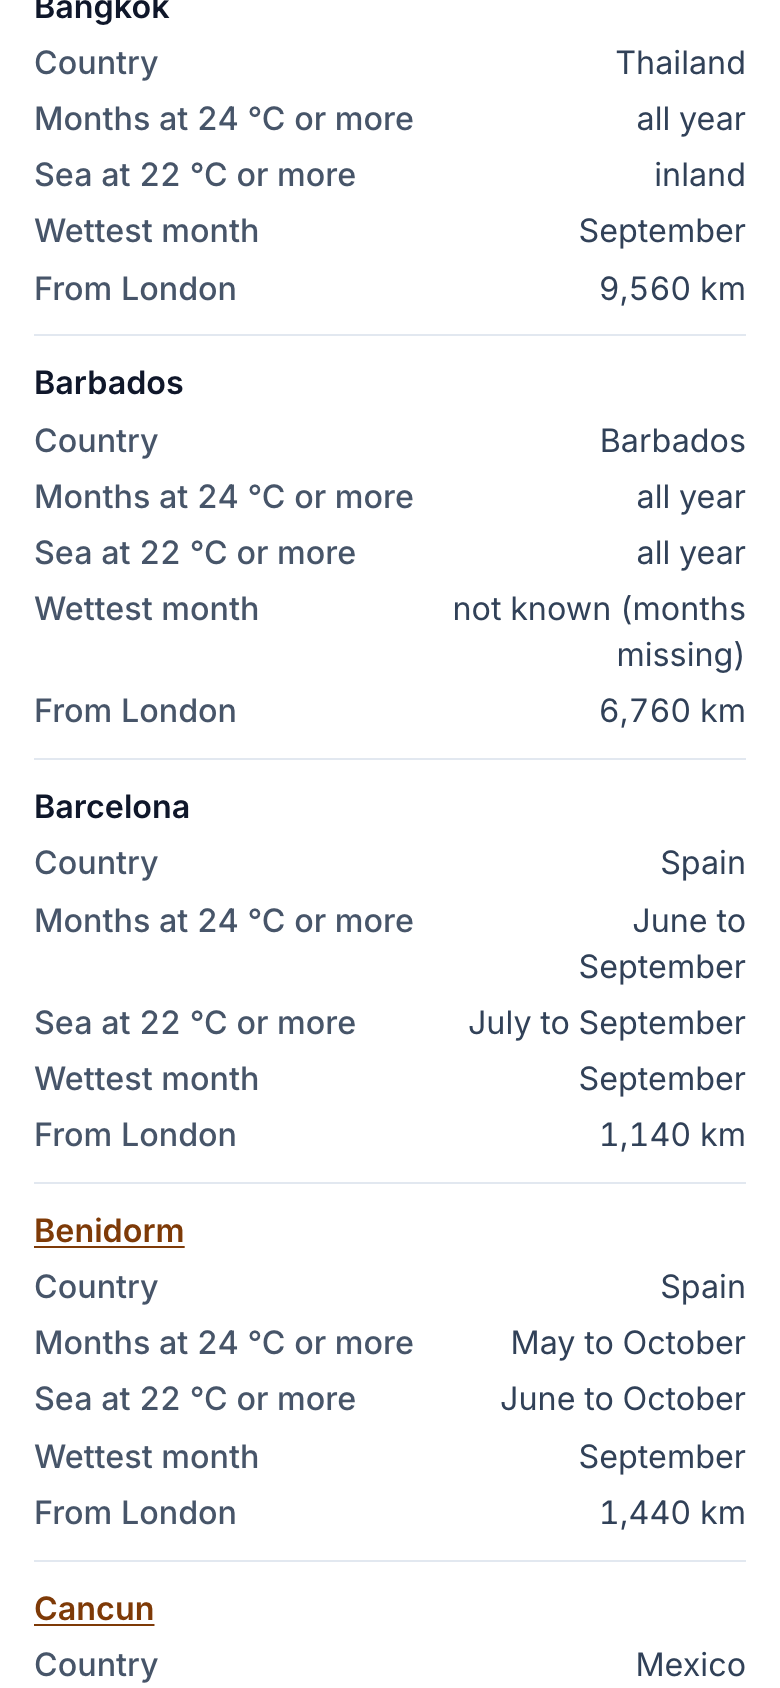 Bangkok
Country Thailand
Months at 24 °C or more all year
Sea at 22 °C or more inland
Wettest month September
From London 9,560 km
Barbados
Country Barbados
Months at 24 °C or more all year
Sea at 22 °C or more all year
Wettest month not known (months
missing)
From London 6,760 km
Barcelona
Country Spain
Months at 24 °C or more June to
September
Sea at 22 °C or more July to September
Wettest month September
From London 1,140 km
Benidorm
Country Spain
Months at 24 °C or more May to October
Sea at 22 °C or more June to October
Wettest month September
From London 1,440 km
Cancun
Country Mexico